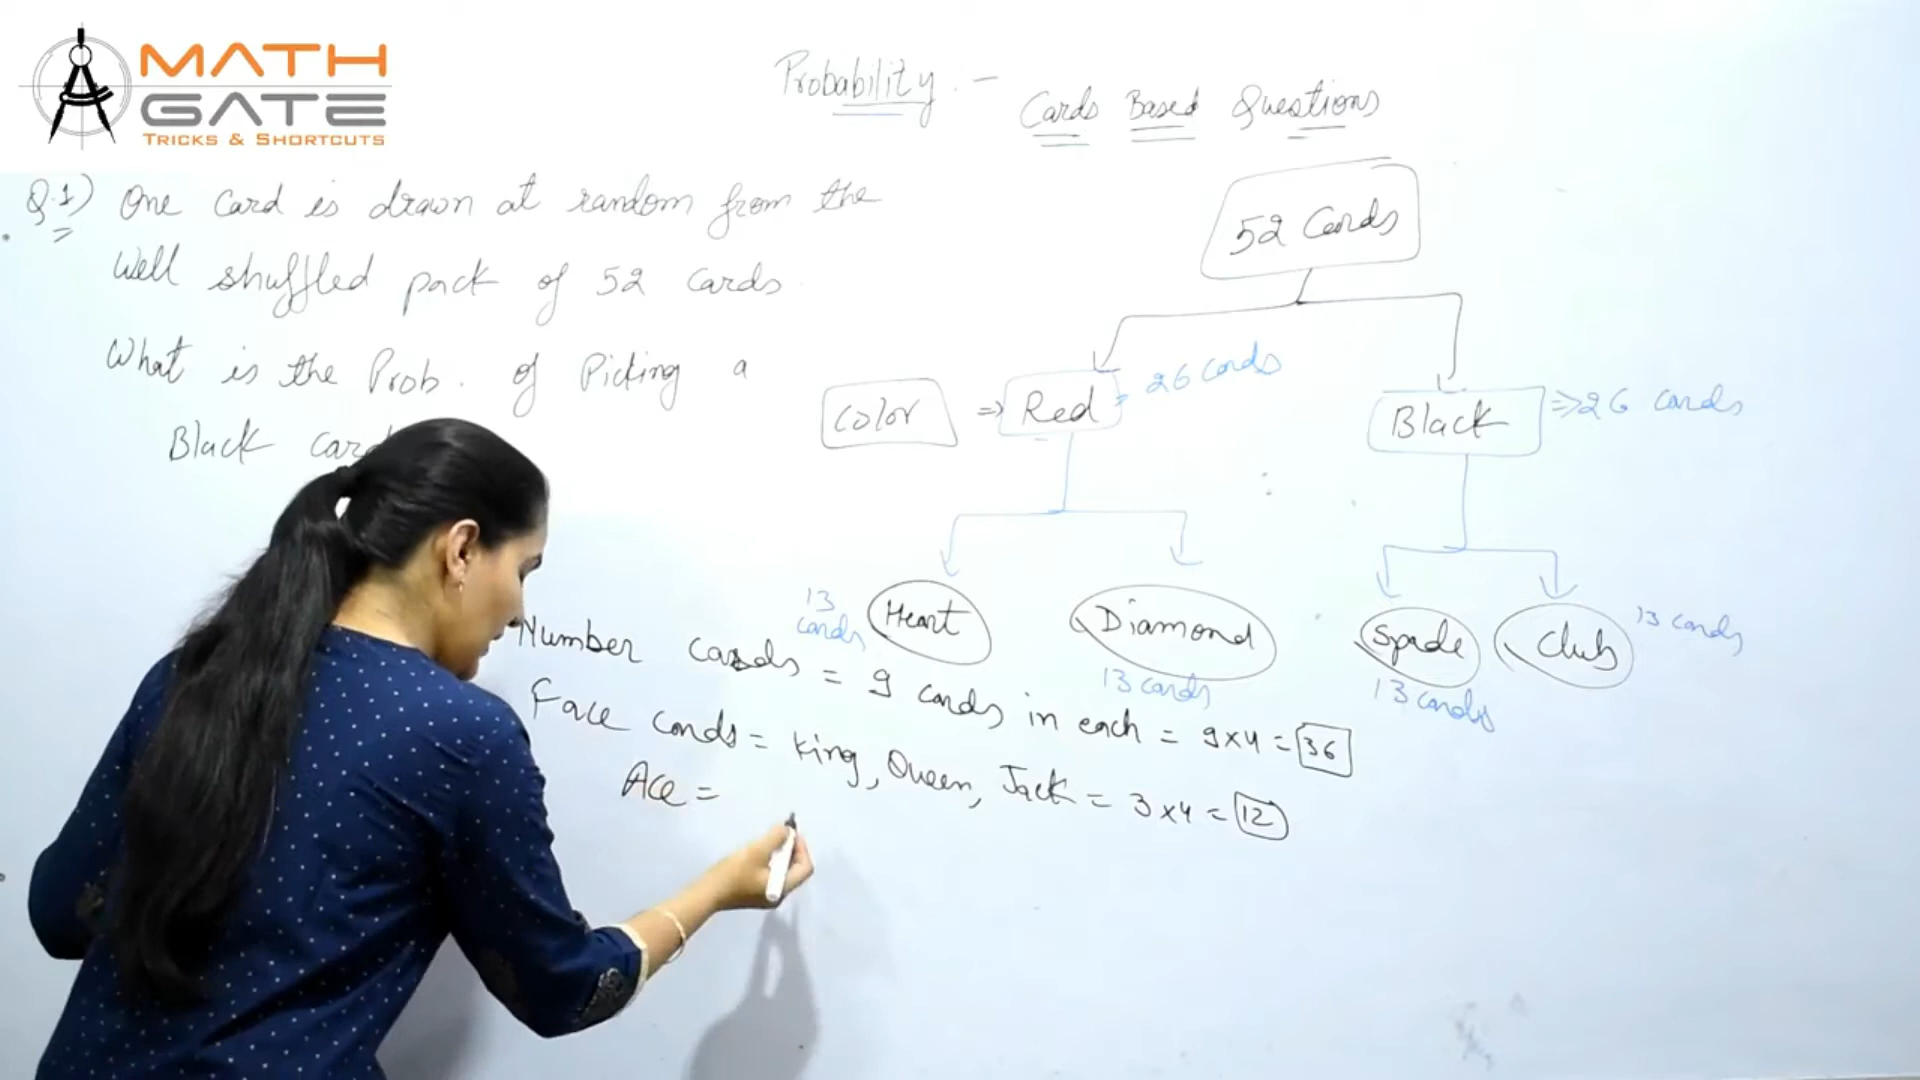 MATH
GATE
TRICKS & SHORTCUTS
Probability :-
Cards Based Questions
Q.1) One Card is drawn at random from the
Well shuffled pack of 52 cards.
What is the Prob. of Picking a
Black card
52 Cards
Color => Red = 26 cards
Black => 26 cards
Heart
13 cards
Diamond
13 cards
Spade
13 cards
Club
13 cards
Number cards = 9 cards in each = 9x4 = 36
Face cards = King, Queen, Jack = 3x4 = 12
Ace =